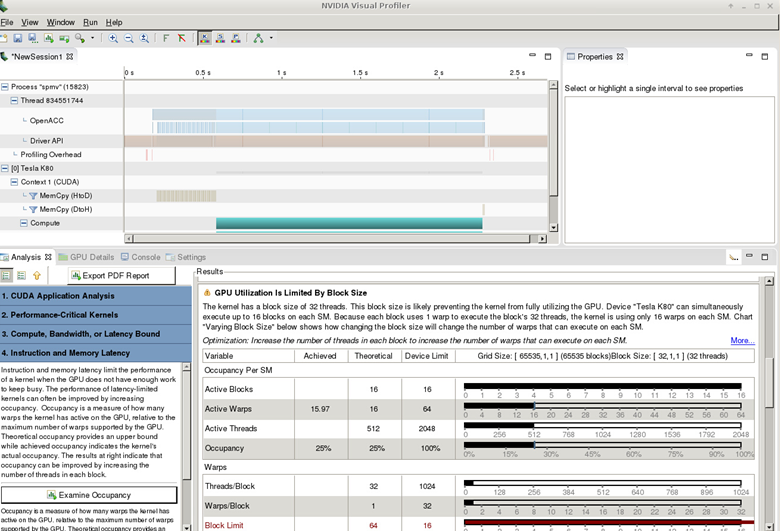 NVIDIA Visual Profiler
File View Window Run Help
*NewSession1
Properties
0 s 0.5 s 1 s 1.5 s 2 s 2.5 s
Select or highlight a single interval to see properties
Process "spmv" (15823)
Thread 834551744
OpenACC
Driver API
Profiling Overhead
[0] Tesla K80
Context 1 (CUDA)
MemCpy (HtoD)
MemCpy (DtoH)
Compute
Analysis GPU Details Console Settings
Export PDF Report
1. CUDA Application Analysis
2. Performance-Critical Kernels
3. Compute, Bandwidth, or Latency Bound
4. Instruction and Memory Latency
Instruction and memory latency limit the performance
of a kernel when the GPU does not have enough work
to keep busy. The performance of latency-limited
kernels can often be improved by increasing
occupancy. Occupancy is a measure of how many
warps the kernel has active on the GPU, relative to the
maximum number of warps supported by the GPU.
Theoretical occupancy provides an upper bound
while achieved occupancy indicates the kernel's
actual occupancy. The results at right indicate that
occupancy can be improved by increasing the
number of threads in each block.
Examine Occupancy
Occupancy is a measure of how many warps the kernel has
active on the GPU, relative to the maximum number of warps
supported by the GPU. Theoretical occupancy provides an
Results
GPU Utilization Is Limited By Block Size
The kernel has a block size of 32 threads. This block size is likely preventing the kernel from fully utilizing the GPU. Device "Tesla K80" can simultaneously
execute up to 16 blocks on each SM. Because each block uses 1 warp to execute the block's 32 threads, the kernel is using only 16 warps on each SM. Chart
"Varying Block Size" below shows how changing the block size will change the number of warps that can execute on each SM.
Optimization: Increase the number of threads in each block to increase the number of warps that can execute on each SM. More...
Variable Achieved Theoretical Device Limit Grid Size: [ 65535,1,1 ] (65535 blocks)Block Size: [ 32,1,1 ] (32 threads)
Occupancy Per SM
Active Blocks 16 16
0 1 2 3 4 5 6 7 8 9 10 11 12 13 14 15 16
Active Warps 15.97 16 64
0 4 8 12 16 20 24 28 32 36 40 44 48 52 56 60 64
Active Threads 512 2048
0 256 512 768 1024 1280 1536 1792 2048
Occupancy 25% 25% 100%
0% 15% 30% 45% 60% 75% 90% 100%
Warps
Threads/Block 32 1024
0 128 256 384 512 640 768 896 1024
Warps/Block 1 32
0 2 4 6 8 10 12 14 16 18 20 22 24 26 28 30 32
Block Limit 64 16